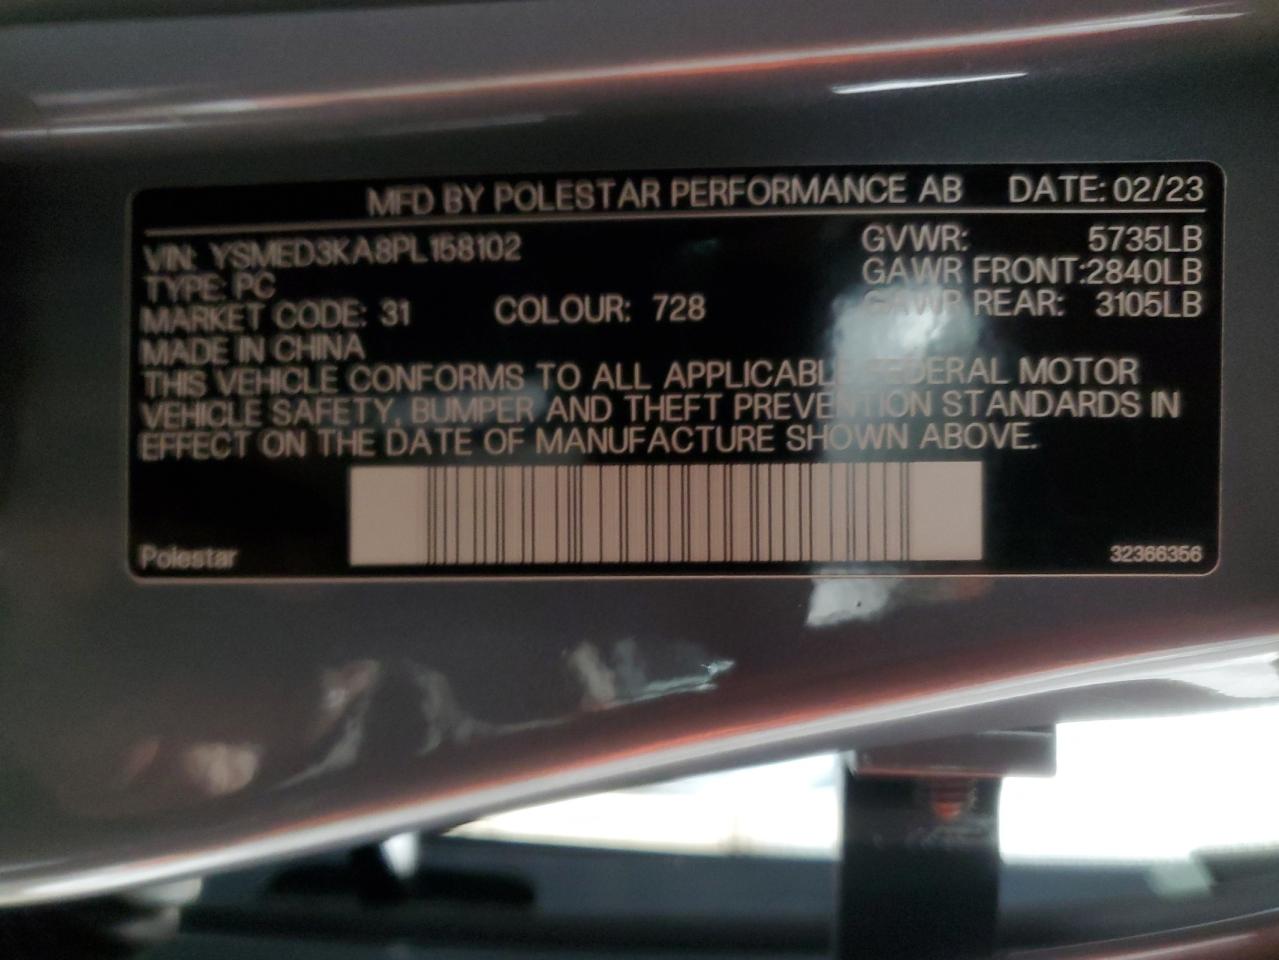 MFD BY POLESTAR PERFORMANCE AB DATE: 02/23
VIN: YSMED3KA8PL158102 GVWR: 5735LB
TYPE: PC GAWR FRONT:2840LB
MARKET CODE: 31 COLOUR: 728 GAWR REAR: 3105LB
MADE IN CHINA
THIS VEHICLE CONFORMS TO ALL APPLICABLE FEDERAL MOTOR
VEHICLE SAFETY, BUMPER AND THEFT PREVENTION STANDARDS IN
EFFECT ON THE DATE OF MANUFACTURE SHOWN ABOVE.
Polestar 32366356